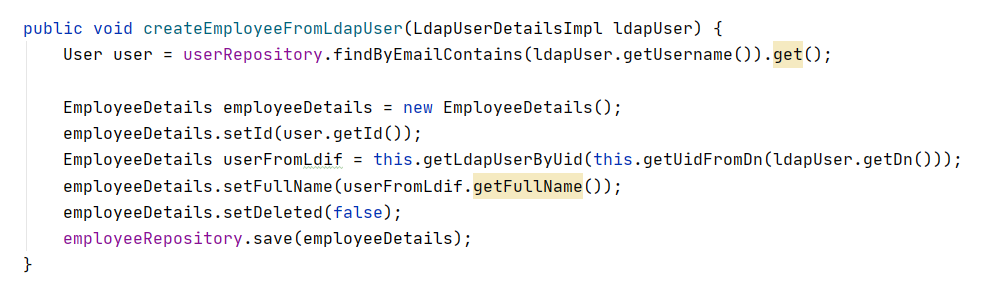 public void createEmployeeFromLdapUser(LdapUserDetailsImpl ldapUser) {
    User user = userRepository.findByEmailContains(ldapUser.getUsername()).get();

    EmployeeDetails employeeDetails = new EmployeeDetails();
    employeeDetails.setId(user.getId());
    EmployeeDetails userFromLdif = this.getLdapUserByUid(this.getUidFromDn(ldapUser.getDn()));
    employeeDetails.setFullName(userFromLdif.getFullName());
    employeeDetails.setDeleted(false);
    employeeRepository.save(employeeDetails);
}